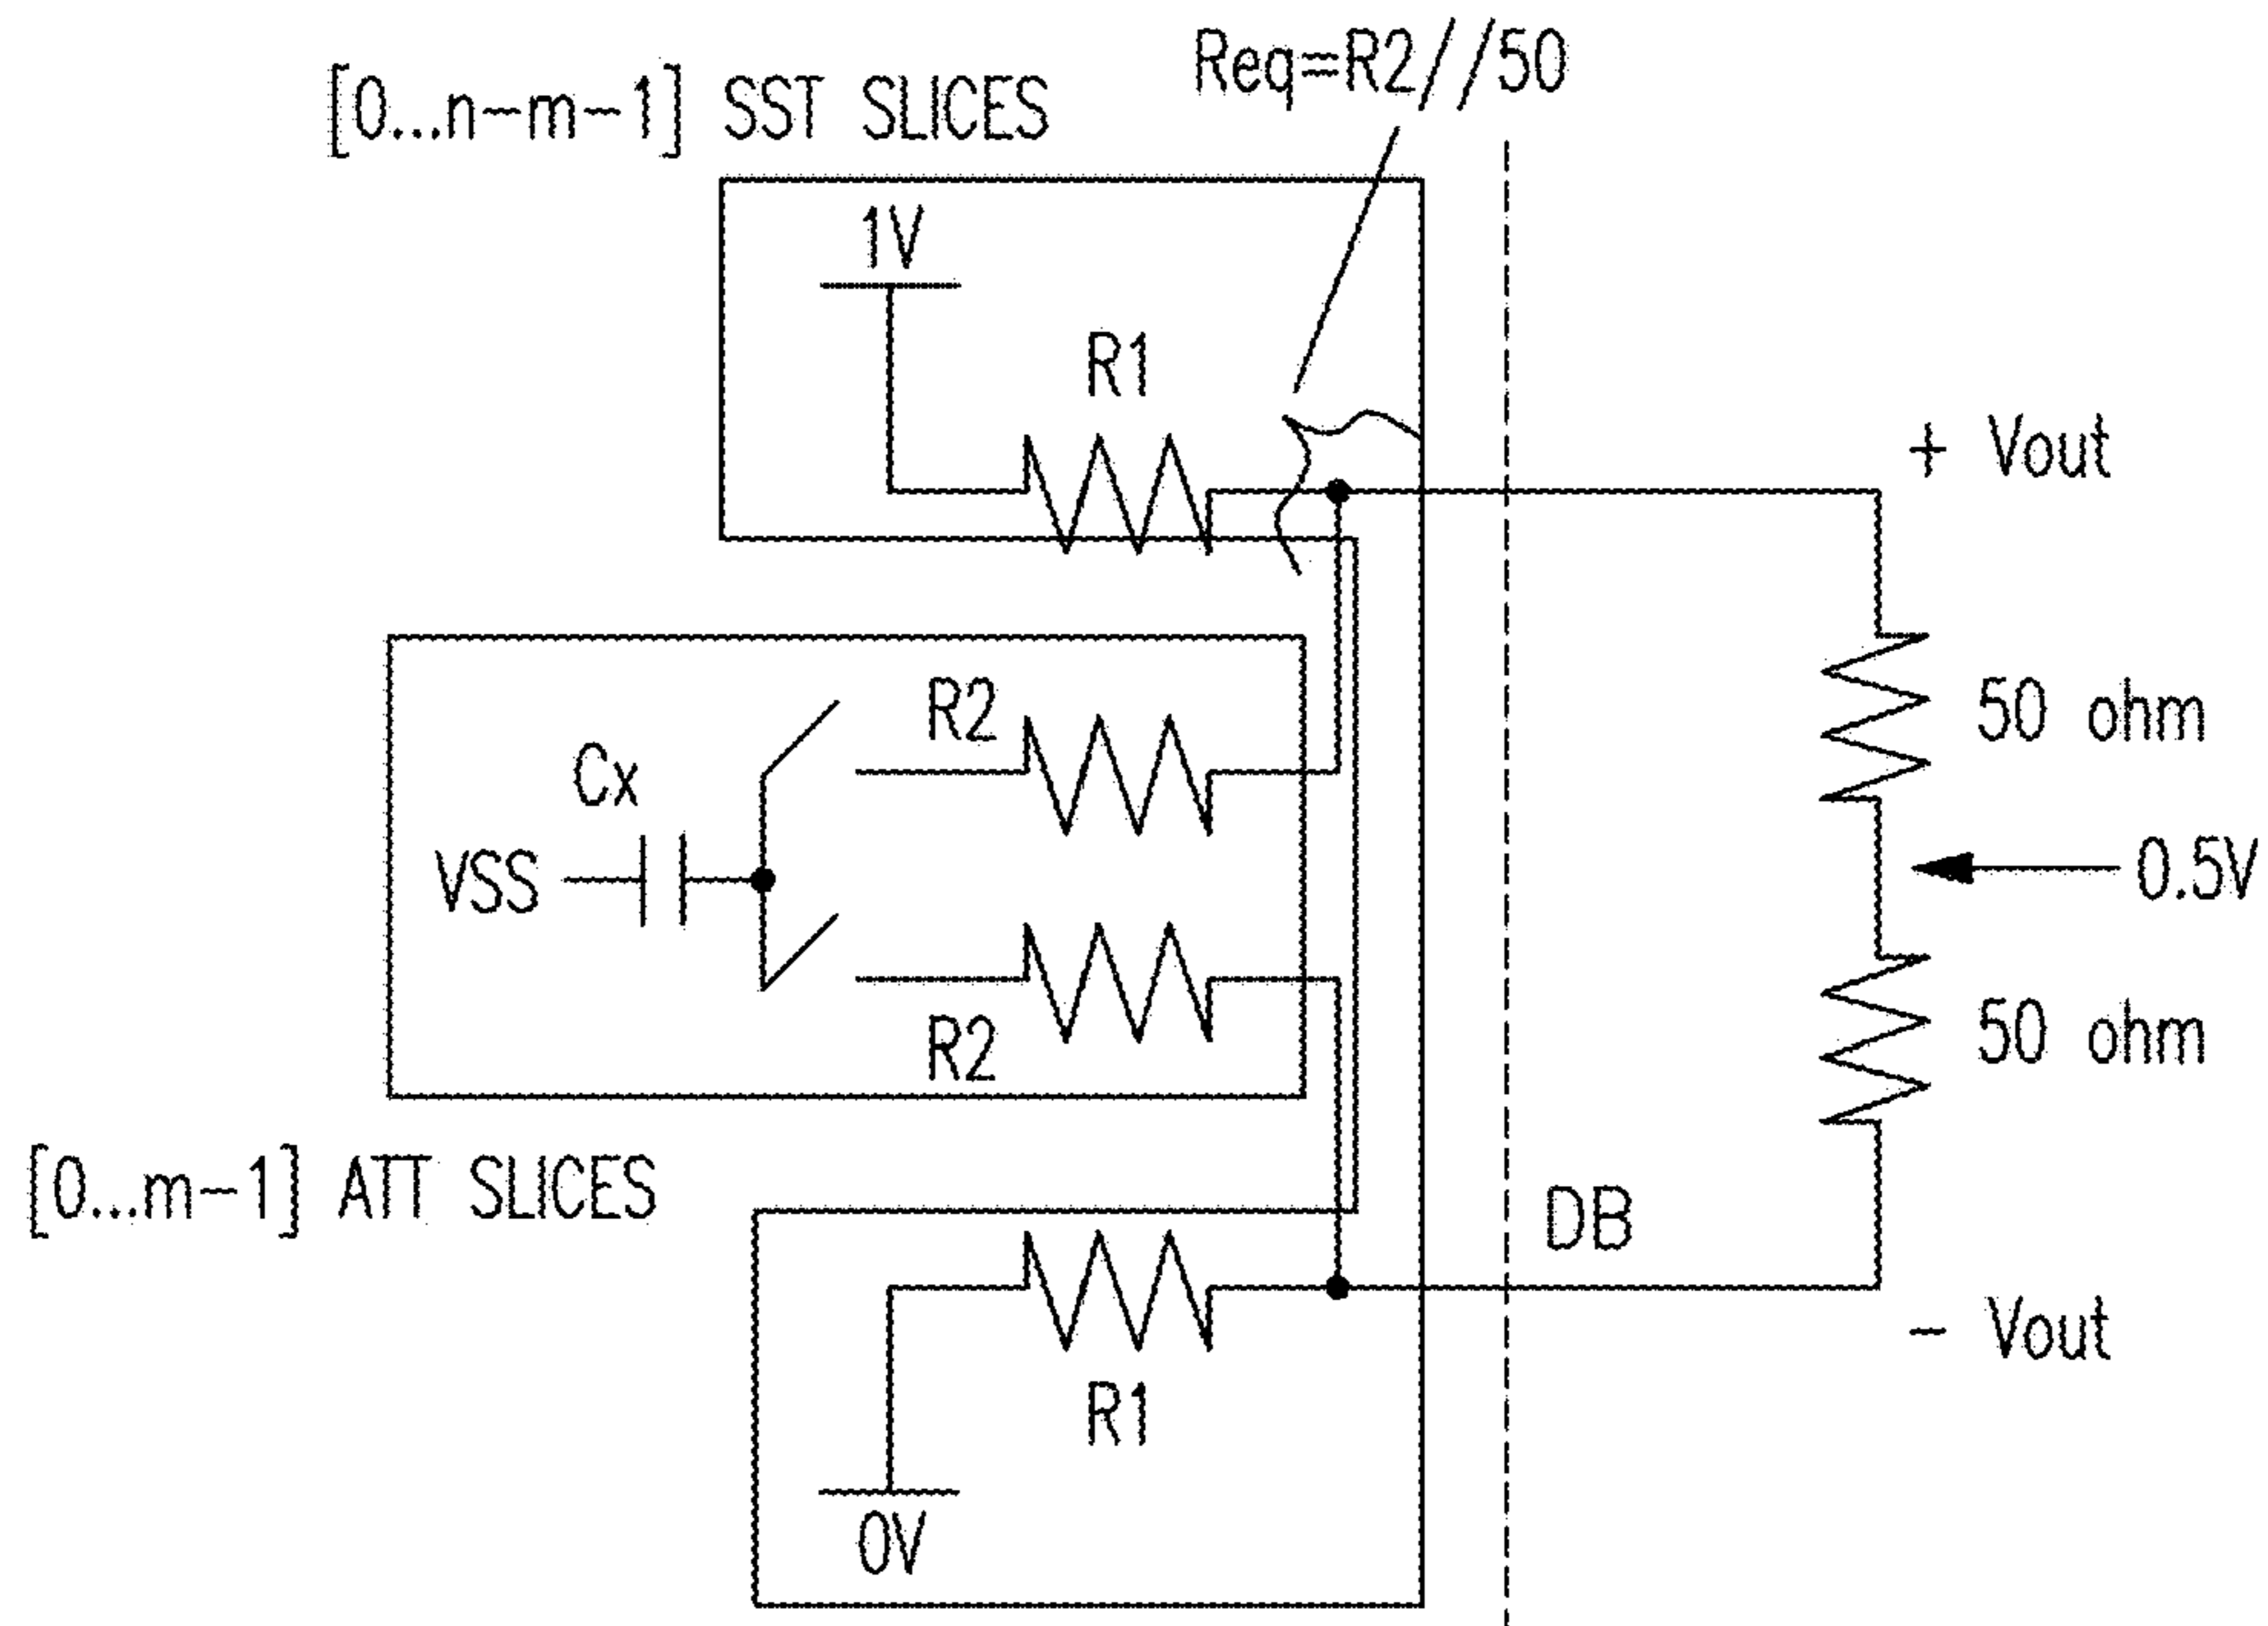 Req=R2//50
[0...n-m-1] SST SLICES
1V
R1
+ Vout
R2
50 ohm
Cx
VSS
0.5V
R2
50 ohm
[0...m-1] ATT SLICES
DB
- Vout
R1
0V